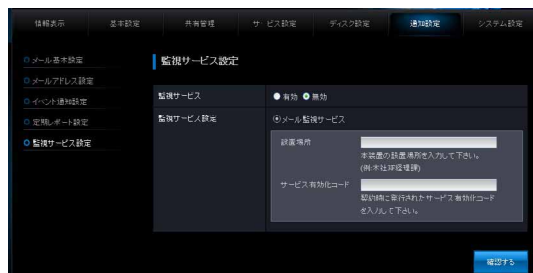 情報表示 基本設定 共有管理 サービス設定 ディスク設定 通知設定 システム設定
メール基本設定
メールアドレス設定
イベント通知設定
定期レポート設定
監視サービス設定
監視サービス設定
監視サービス 有効 無効
監視サービス設定 メール監視サービス
設置場所
本装置の設置場所を入力して下さい。
(例:本社1F経理課)
サービス有効化コード
契約時に発行されたサービス有効化コード
を入力して下さい。
確認する